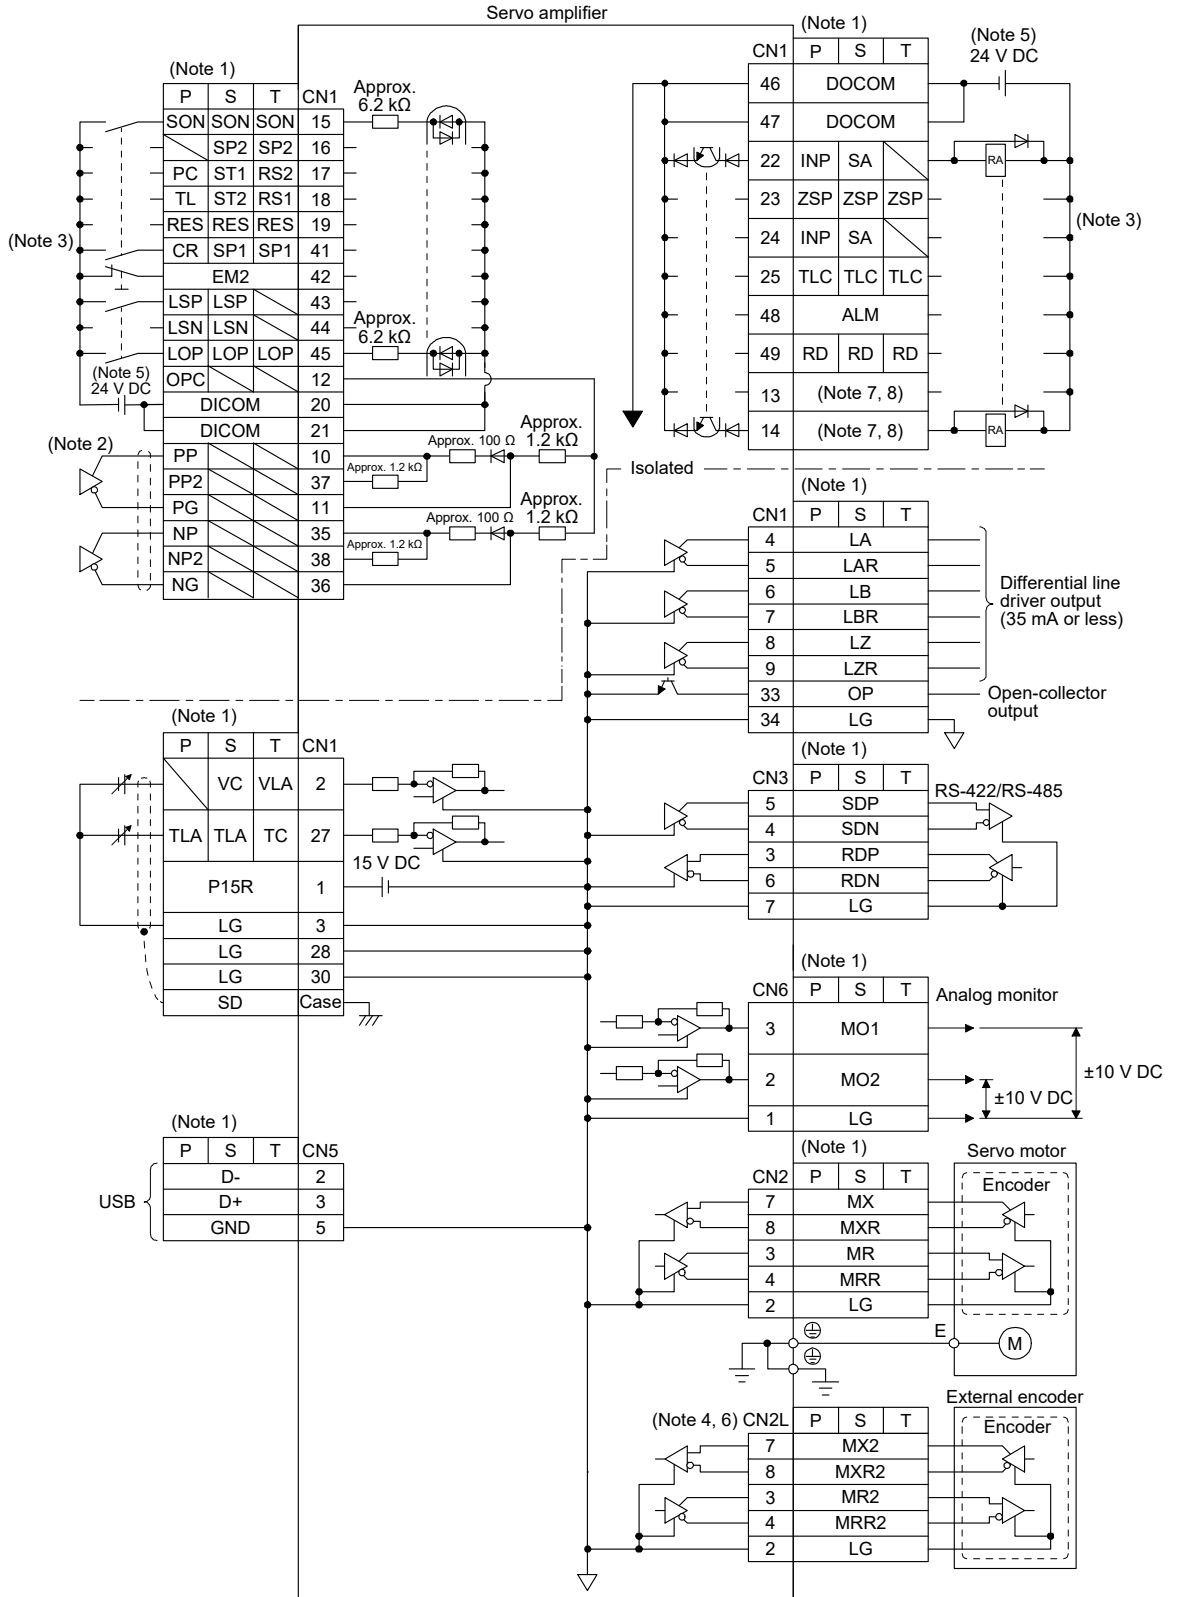 Servo amplifier
(Note 1)
P S T CN1
SON SON SON 15
SP2 SP2 16
PC ST1 RS2 17
TL ST2 RS1 18
RES RES RES 19
CR SP1 SP1 41
EM2 42
LSP LSP 43
LSN LSN 44
LOP LOP LOP 45
OPC 12
DICOM 20
DICOM 21
PP 10
PP2 37
PG 11
NP 35
NP2 38
NG 36
(Note 3)
(Note 5)
24 V DC
(Note 2)
Approx.
6.2 kΩ
Approx.
6.2 kΩ
Approx. 100 Ω
Approx.
1.2 kΩ
Approx. 1.2 kΩ
Approx. 100 Ω
Approx.
1.2 kΩ
Approx. 1.2 kΩ
(Note 1)
CN1 P S T
46 DOCOM
47 DOCOM
22 INP SA
23 ZSP ZSP ZSP
24 INP SA
25 TLC TLC TLC
48 ALM
49 RD RD RD
13 (Note 7, 8)
14 (Note 7, 8)
(Note 5)
24 V DC
RA
(Note 3)
RA
Isolated
(Note 1)
CN1 P S T
4 LA
5 LAR
6 LB
7 LBR
8 LZ
9 LZR
33 OP
34 LG
Differential line
driver output
(35 mA or less)
Open-collector
output
(Note 1)
P S T CN1
VC VLA 2
TLA TLA TC 27
P15R 1
LG 3
LG 28
LG 30
SD Case
15 V DC
(Note 1)
CN3 P S T
5 SDP
4 SDN
3 RDP
6 RDN
7 LG
RS-422/RS-485
(Note 1)
CN6 P S T
3 MO1
2 MO2
1 LG
Analog monitor
±10 V DC
±10 V DC
(Note 1)
P S T CN5
D- 2
D+ 3
GND 5
USB
(Note 1)
CN2 P S T
7 MX
8 MXR
3 MR
4 MRR
2 LG
Servo motor
Encoder
E
M
(Note 4, 6) CN2L P S T
7 MX2
8 MXR2
3 MR2
4 MRR2
2 LG
External encoder
Encoder